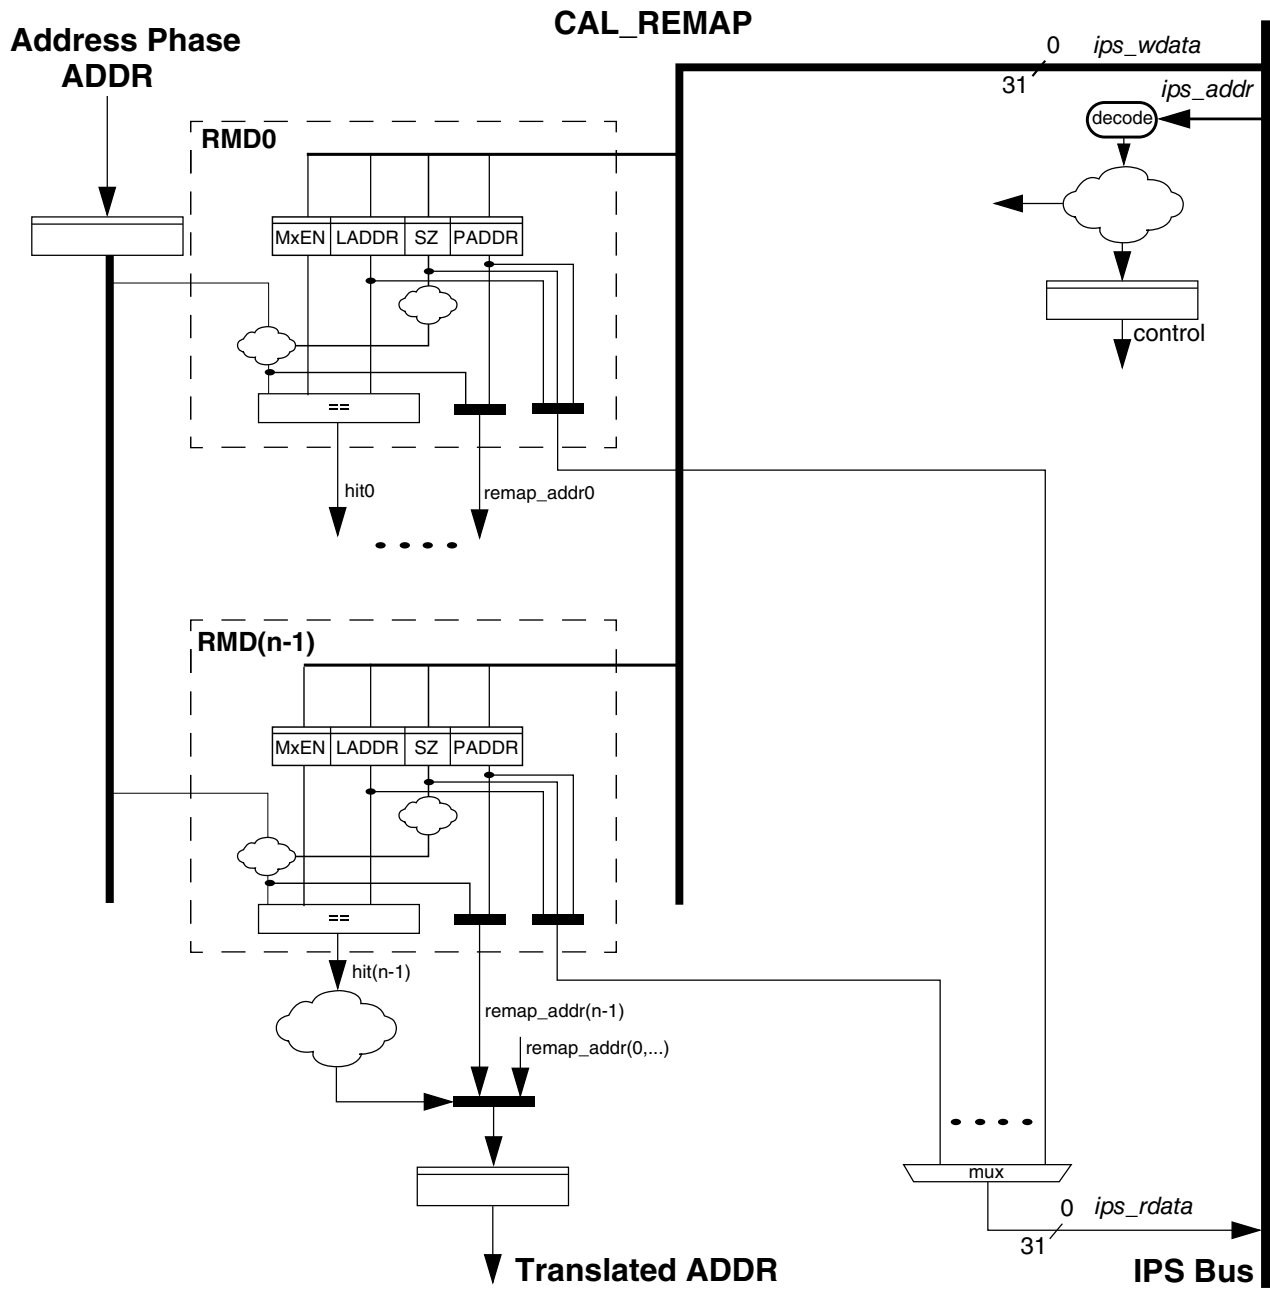 CAL_REMAP
Address Phase
ADDR
0 ips_wdata
31
ips_addr
decode
RMD0
MxEN LADDR SZ PADDR
control
==
hit0
remap_addr0
RMD(n-1)
MxEN LADDR SZ PADDR
==
hit(n-1)
remap_addr(n-1)
remap_addr(0,...)
mux
0 ips_rdata
31
Translated ADDR
IPS Bus